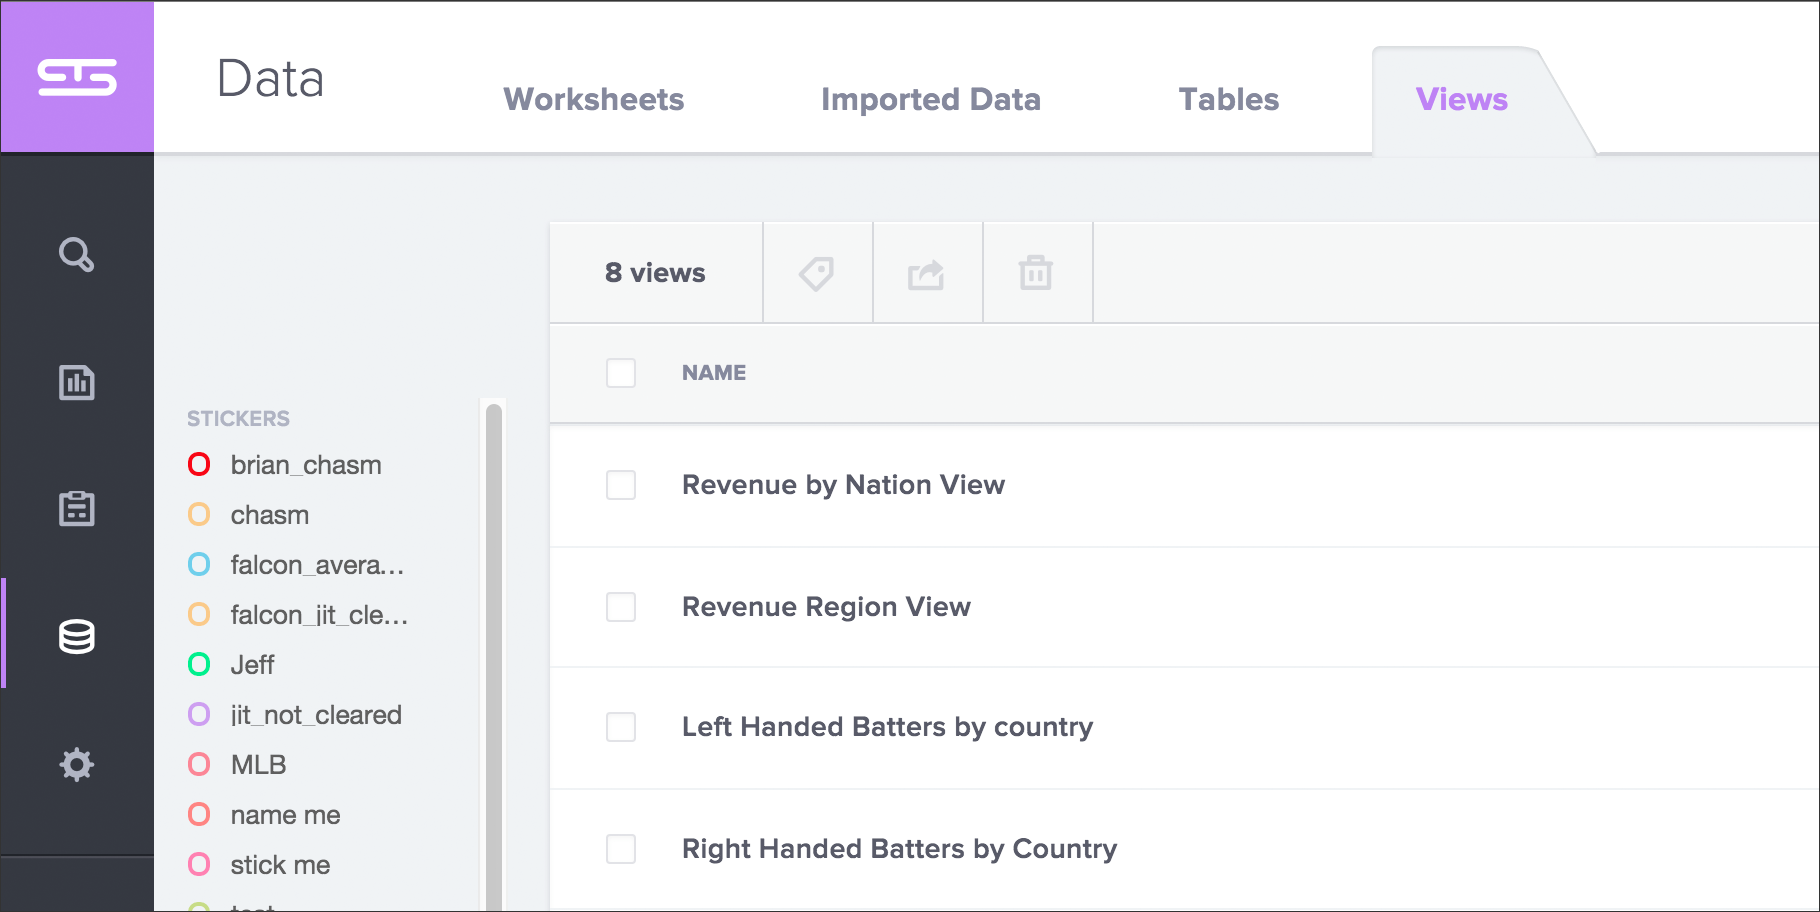 Data
Worksheets
Imported Data
Tables
Views
8 views
NAME
STICKERS
brian_chasm
chasm
falcon_avera...
falcon_jit_cle...
Jeff
jit_not_cleared
MLB
name me
stick me
Revenue by Nation View
Revenue Region View
Left Handed Batters by country
Right Handed Batters by Country